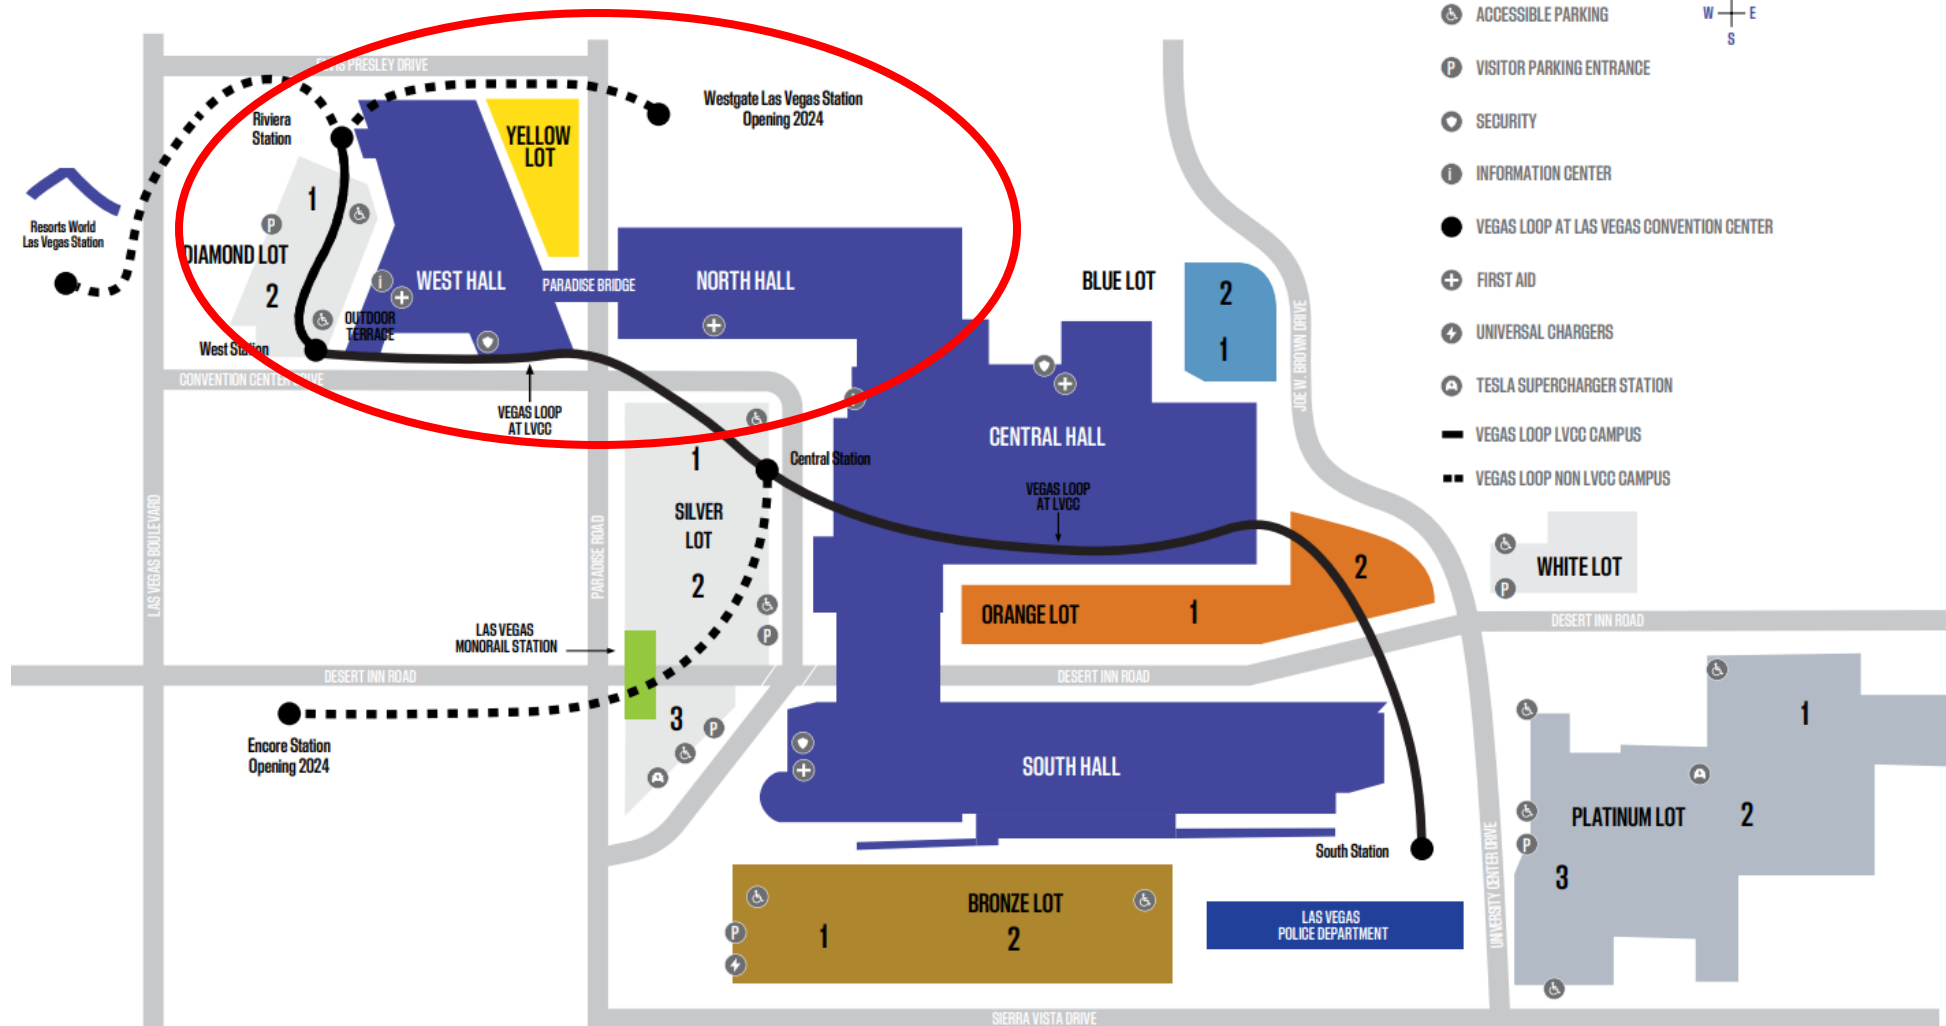 ACCESSIBLE PARKING
W E
S
VISITOR PARKING ENTRANCE
SECURITY
INFORMATION CENTER
VEGAS LOOP AT LAS VEGAS CONVENTION CENTER
FIRST AID
UNIVERSAL CHARGERS
TESLA SUPERCHARGER STATION
VEGAS LOOP LVCC CAMPUS
VEGAS LOOP NON LVCC CAMPUS
PRESLEY DRIVE
Westgate Las Vegas Station
Opening 2024
Riviera
Station
YELLOW
LOT
1
P
Resorts World
Las Vegas Station
DIAMOND LOT
2
i
WEST HALL
PARADISE BRIDGE
NORTH HALL
BLUE LOT
2
1
OUTDOOR
TERRACE
West Station
CONVENTION CENTER DRIVE
JOE W. BROWN DRIVE
VEGAS LOOP
AT LVCC
CENTRAL HALL
1
Central Station
VEGAS LOOP
AT LVCC
SILVER
LOT
2
LAS VEGAS BOULEVARD
PARADISE ROAD
2
WHITE LOT
P
ORANGE LOT
1
DESERT INN ROAD
LAS VEGAS
MONORAIL STATION
P
DESERT INN ROAD
DESERT INN ROAD
3
P
Encore Station
Opening 2024
SOUTH HALL
1
PLATINUM LOT
2
P
3
South Station
UNIVERSITY CENTER DRIVE
BRONZE LOT
P
1
2
LAS VEGAS
POLICE DEPARTMENT
SIERRA VISTA DRIVE